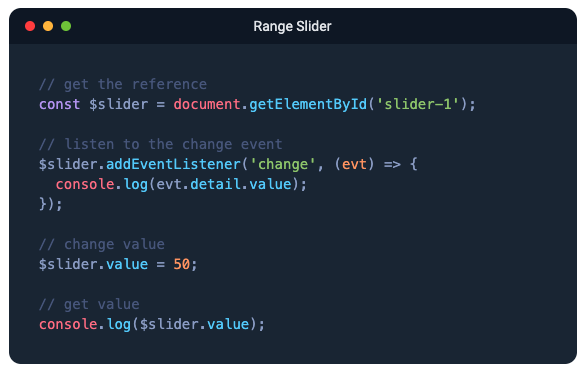 Range Slider
// get the reference
const $slider = document.getElementById('slider-1');
// listen to the change event
$slider.addEventListener('change', (evt) => {
  console.log(evt.detail.value);
});
// change value
$slider.value = 50;
// get value
console.log($slider.value);